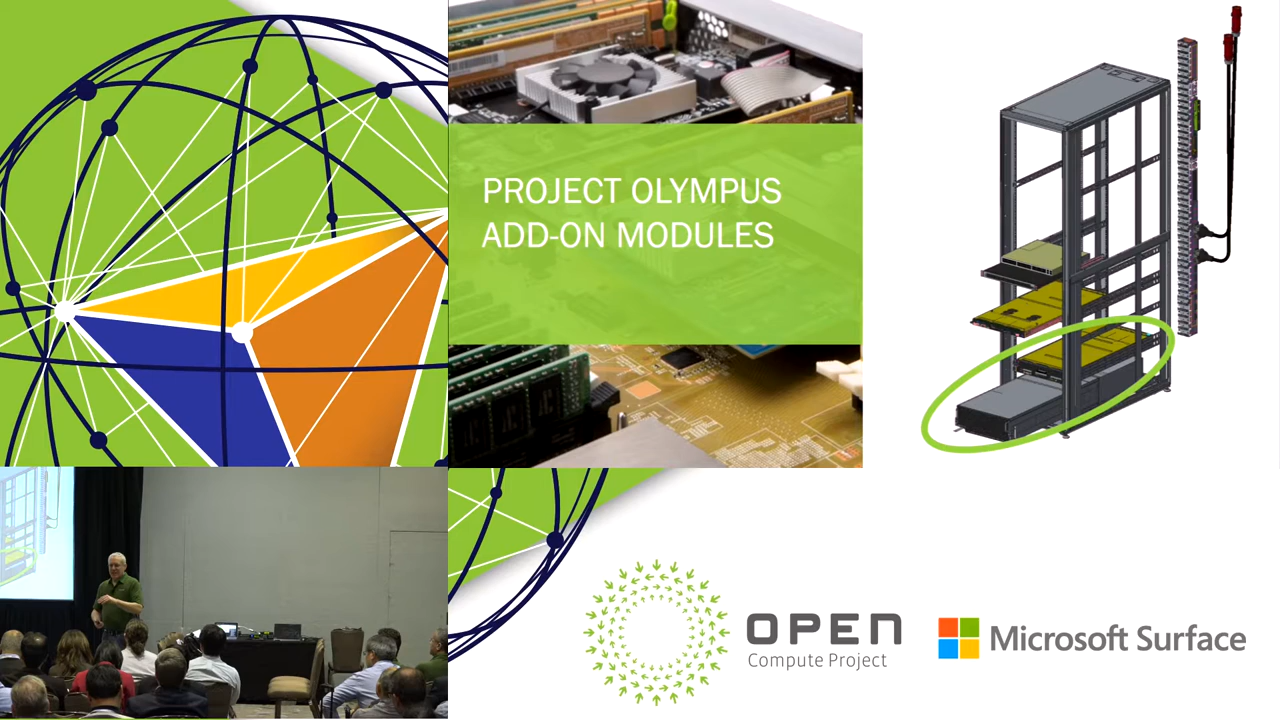 PROJECT OLYMPUS
ADD-ON MODULES
OPEN
Compute Project
Microsoft Surface